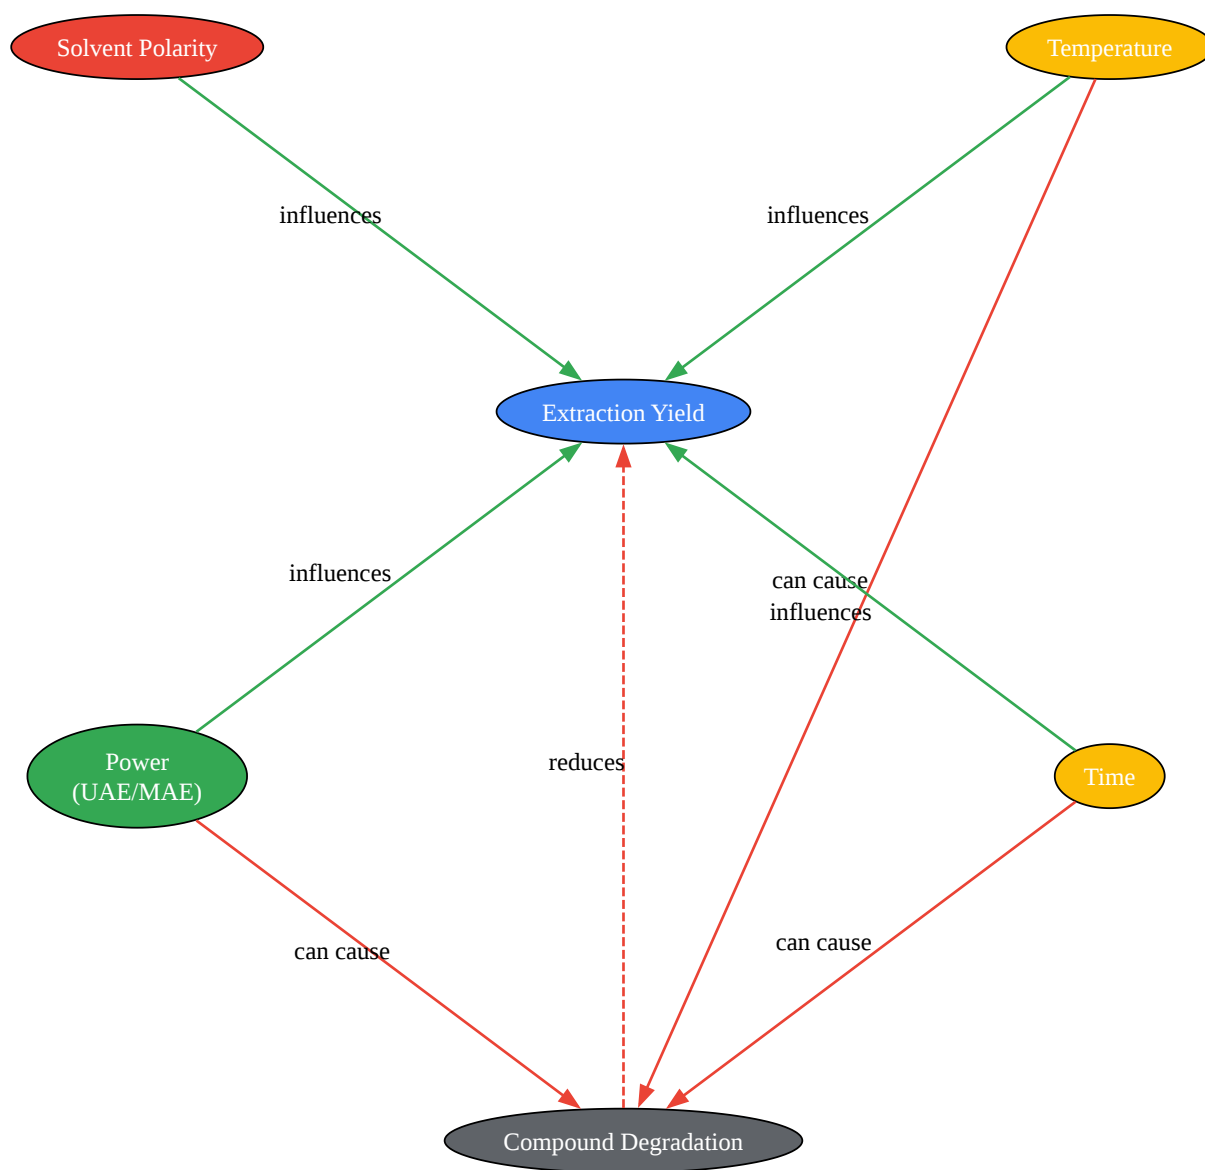 Solvent Polarity
Temperature
influences
influences
Extraction Yield
influences
can cause
influences
Power
(UAE/MAE)
reduces
Time
can cause
can cause
Compound Degradation